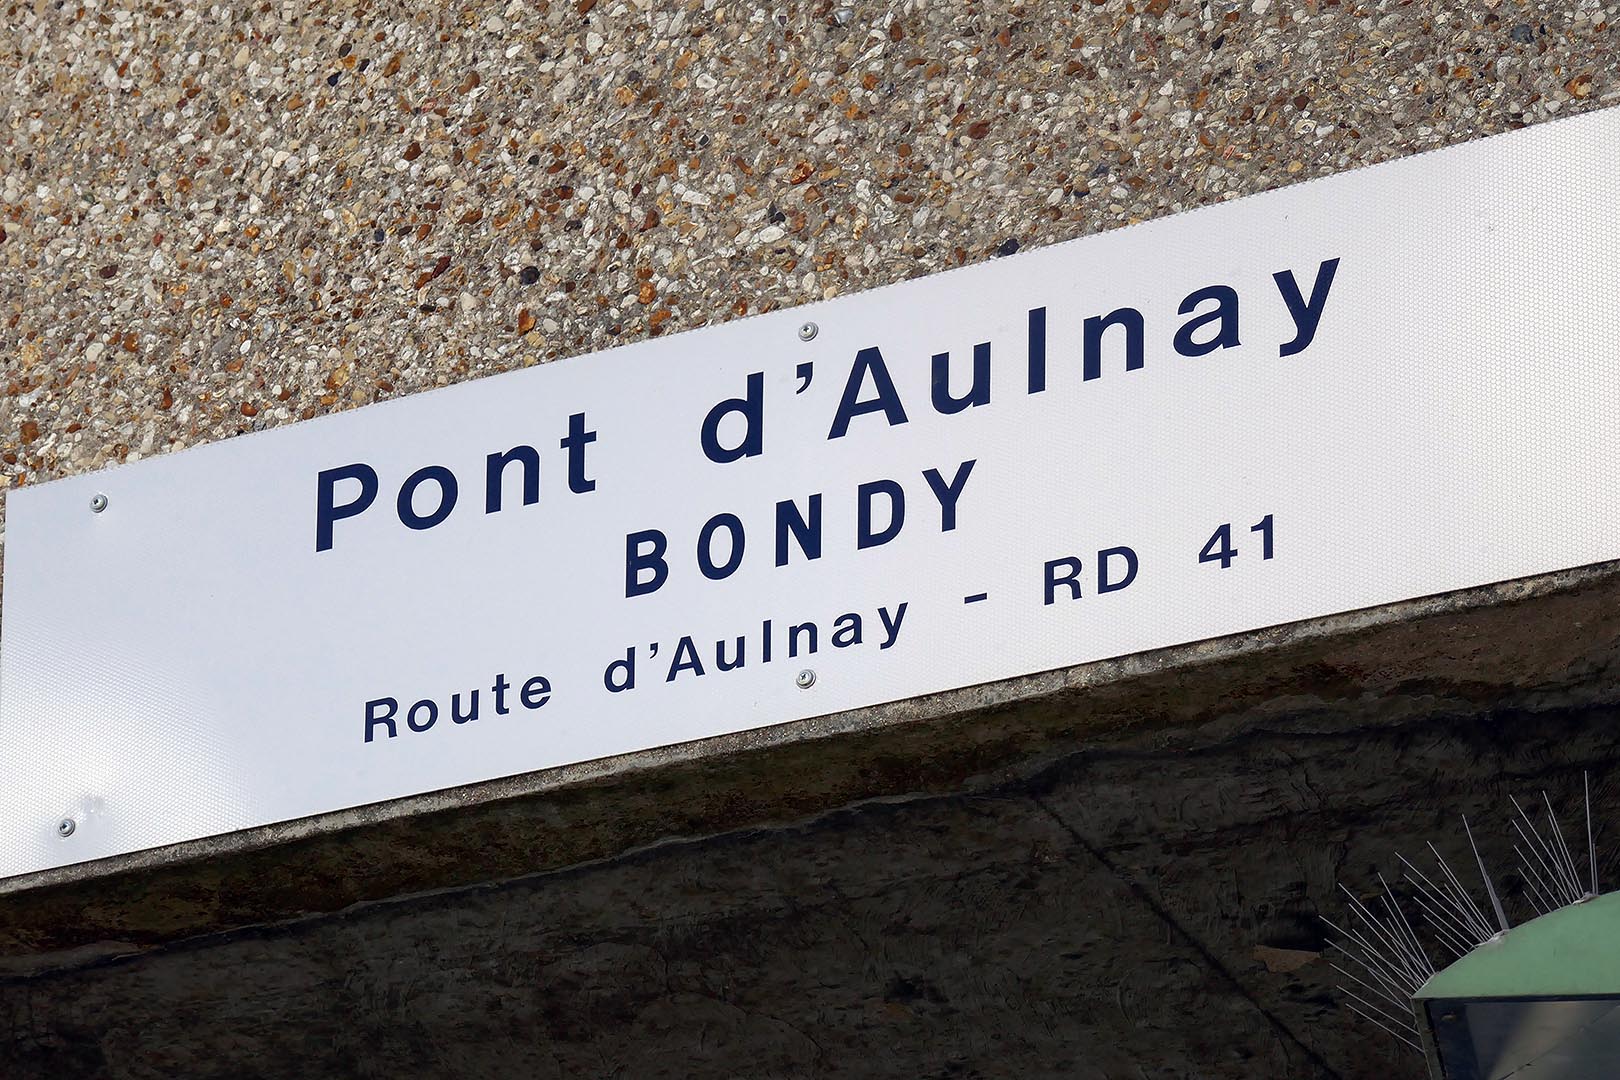 Pont d’Aulnay
BONDY
Route d’Aulnay - RD 41